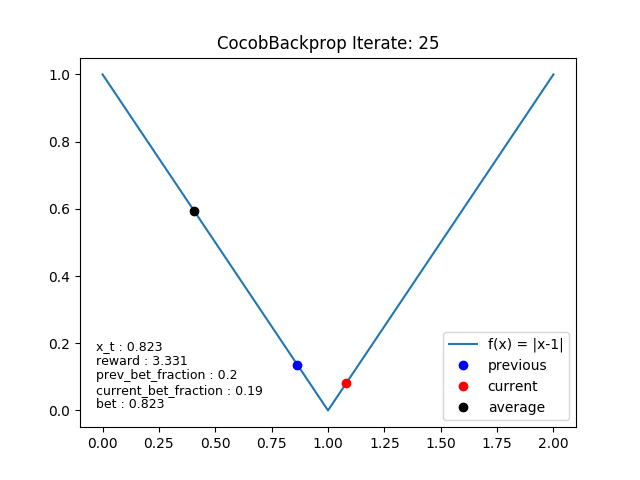 CocobBackprop Iterate: 25
1.0
0.8
0.6
0.4
0.2
0.0
x_t : 0.823
reward : 3.331
prev_bet_fraction : 0.2
current_bet_fraction : 0.19
bet : 0.823
f(x) = |x-1|
previous
current
average
0.00 0.25 0.50 0.75 1.00 1.25 1.50 1.75 2.00